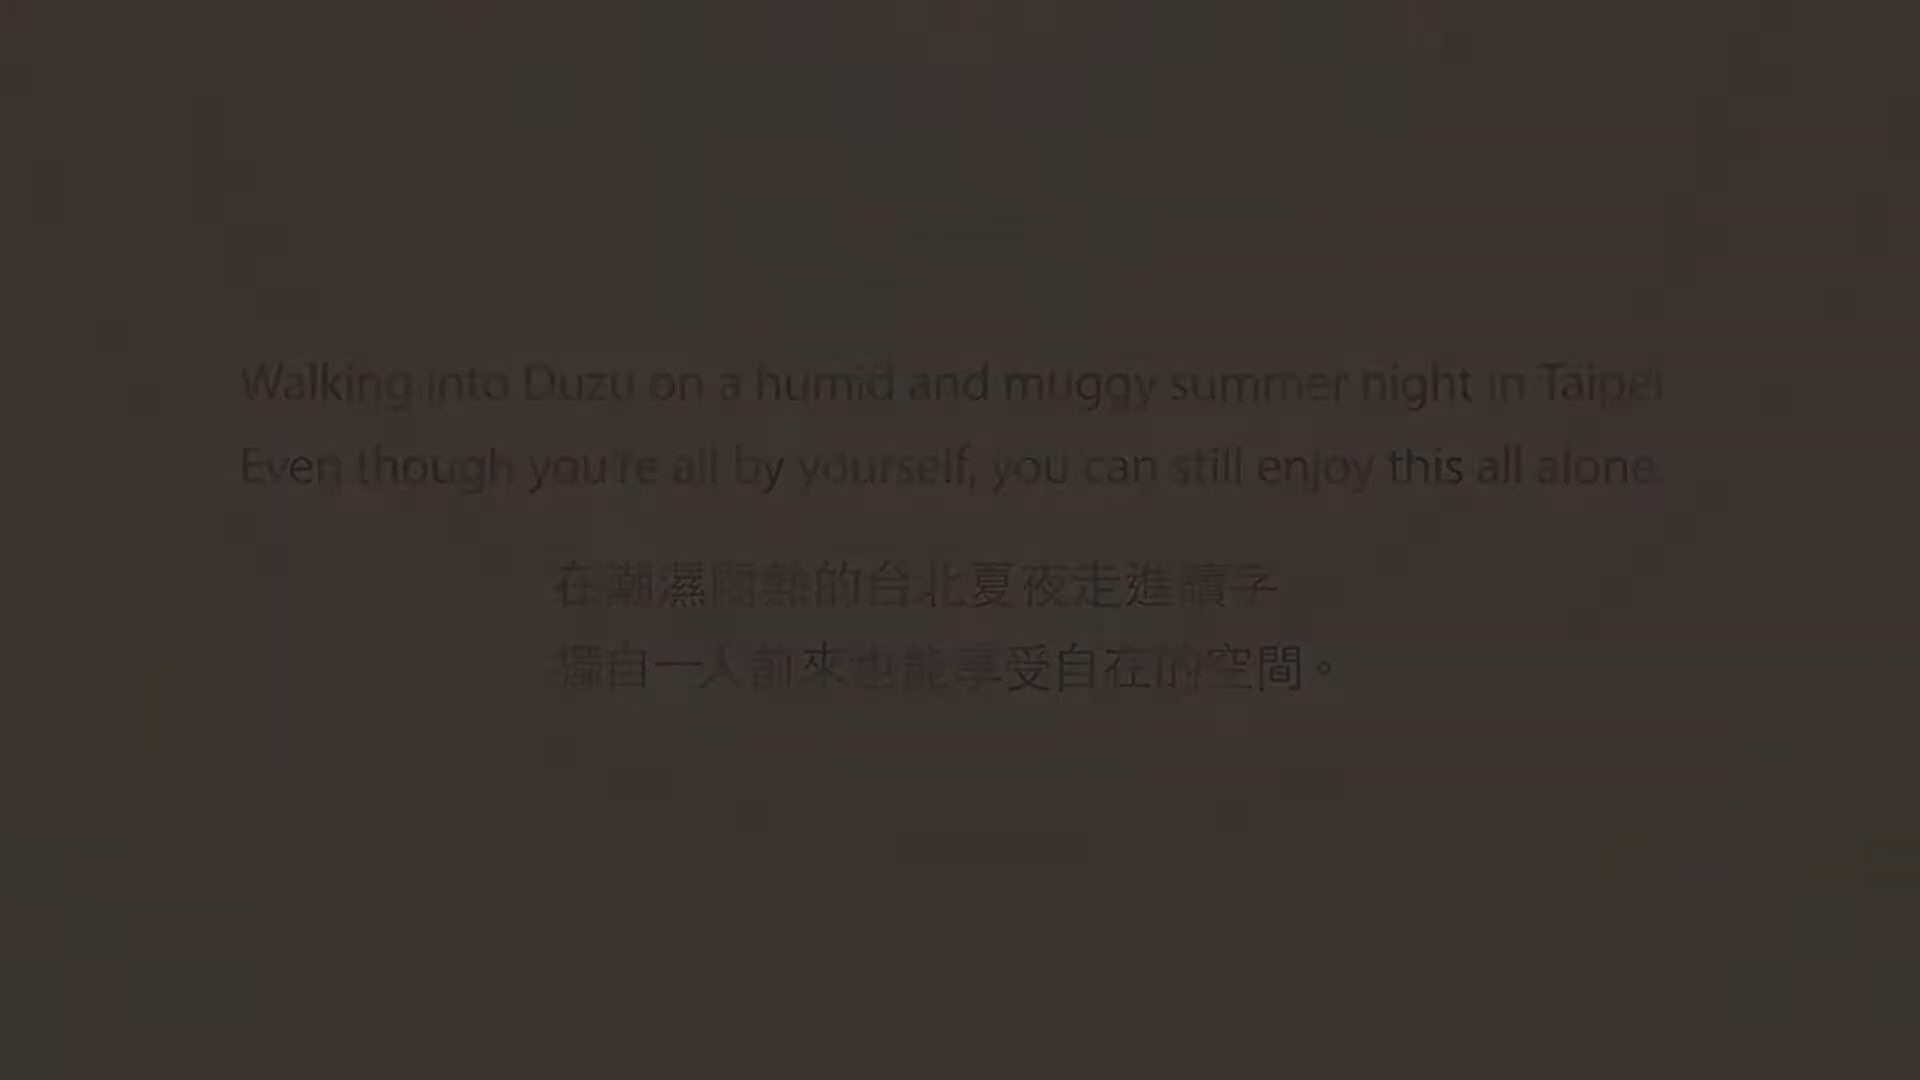 Walking into Duzu on a humid and muggy summer night in Taipei
Even though you're all by yourself, you can still enjoy this all alone.
在潮濕悶熱的台北夏夜走進讀字
獨自一人前來也能享受自在的空間。